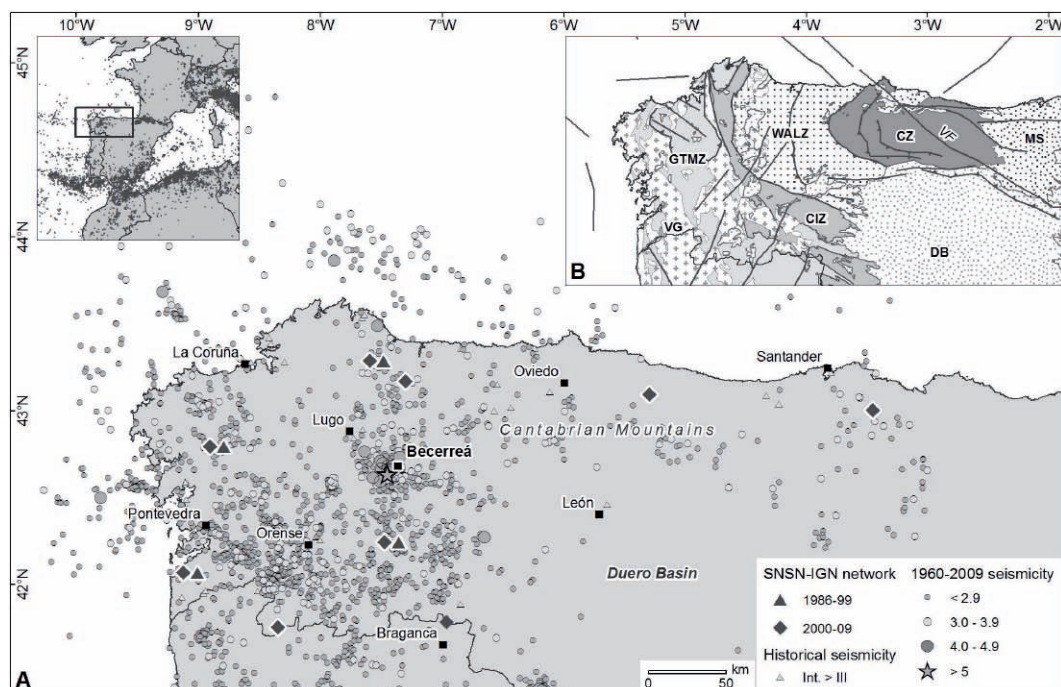 10°W 8°W 7°W 6°W 5°W 4°W 2°W
45°N
44°N
43°N
42°N
GTMZ
WALZ
CZ
VF
MS
VG
CIZ
DB
B
La Coruña
Oviedo
Santander
Lugo
Cantabrian Mountains
Becerreá
León
Pontevedra
Orense
Duero Basin
Braganca
A
0 50
km
SNSN-IGN network
1986-99
2000-09
Historical seismicity
Int. > III
1960-2009 seismicity
< 2.9
3.0 - 3.9
4.0 - 4.9
> 5